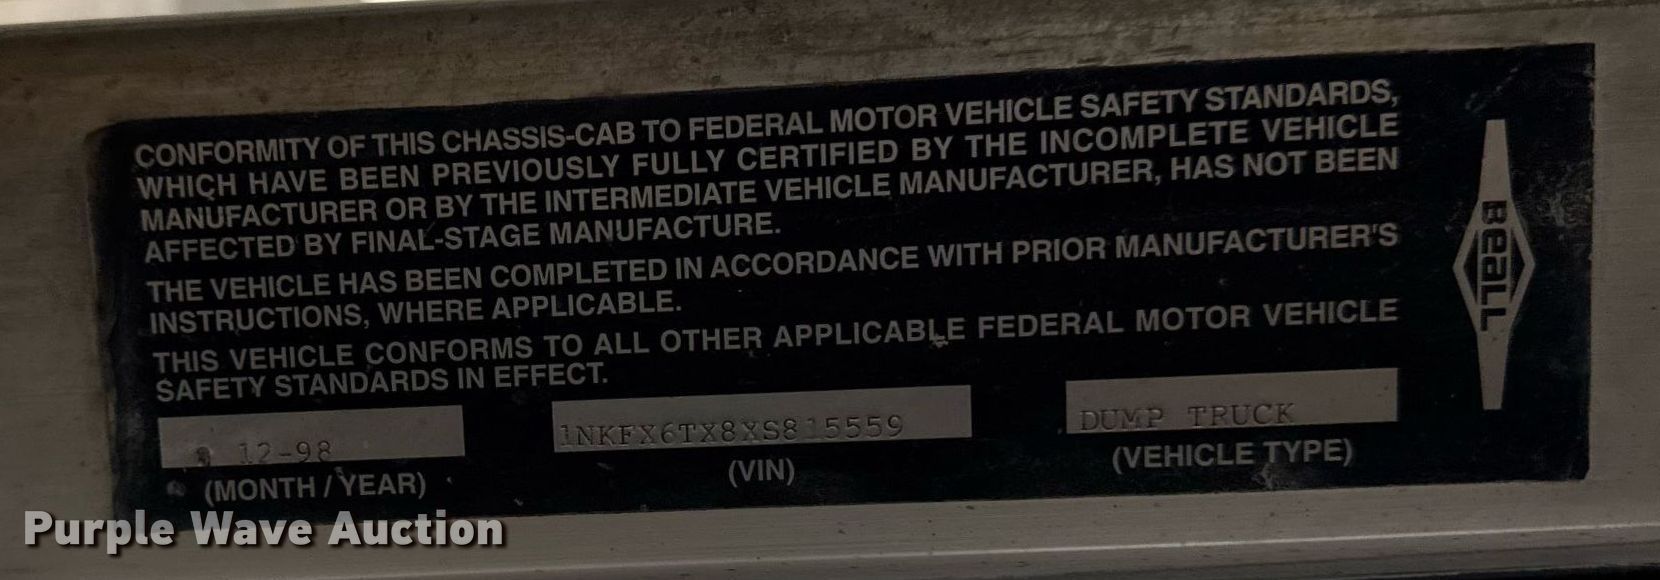 CONFORMITY OF THIS CHASSIS-CAB TO FEDERAL MOTOR VEHICLE SAFETY STANDARDS,
WHICH HAVE BEEN PREVIOUSLY FULLY CERTIFIED BY THE INCOMPLETE VEHICLE
MANUFACTURER OR BY THE INTERMEDIATE VEHICLE MANUFACTURER, HAS NOT BEEN
AFFECTED BY FINAL-STAGE MANUFACTURE.
THE VEHICLE HAS BEEN COMPLETED IN ACCORDANCE WITH PRIOR MANUFACTURER'S
INSTRUCTIONS, WHERE APPLICABLE.
THIS VEHICLE CONFORMS TO ALL OTHER APPLICABLE FEDERAL MOTOR VEHICLE
SAFETY STANDARDS IN EFFECT.
12-98
(MONTH / YEAR)
1NKFX6TX8XS815559
(VIN)
DUMP TRUCK
(VEHICLE TYPE)
BeaLL
Purple Wave Auction